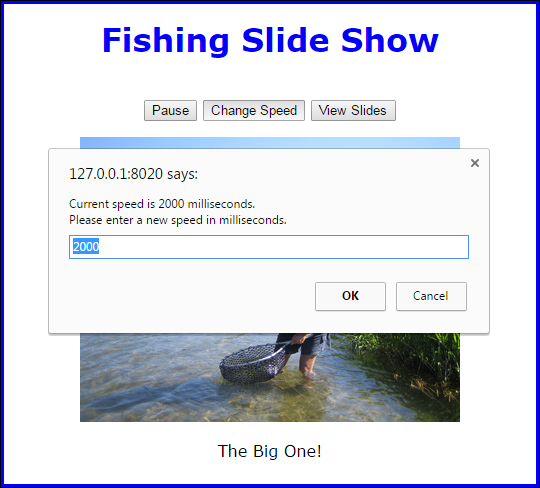 Fishing Slide Show
Pause Change Speed View Slides
127.0.0.1:8020 says:
Current speed is 2000 milliseconds.
Please enter a new speed in milliseconds.
2000
OK Cancel
The Big One!